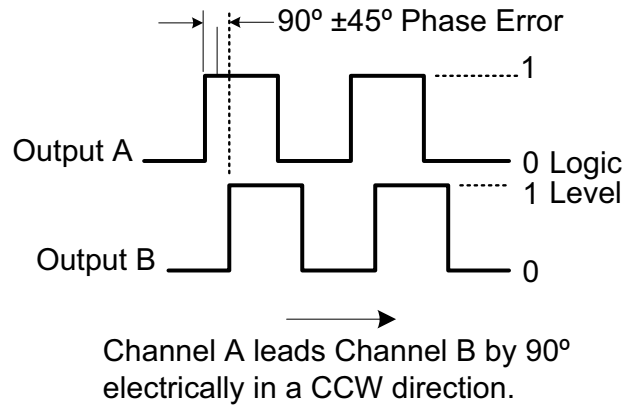 90º ±45º Phase Error
1
Output A
0 Logic
1 Level
Output B
0
Channel A leads Channel B by 90º
electrically in a CCW direction.